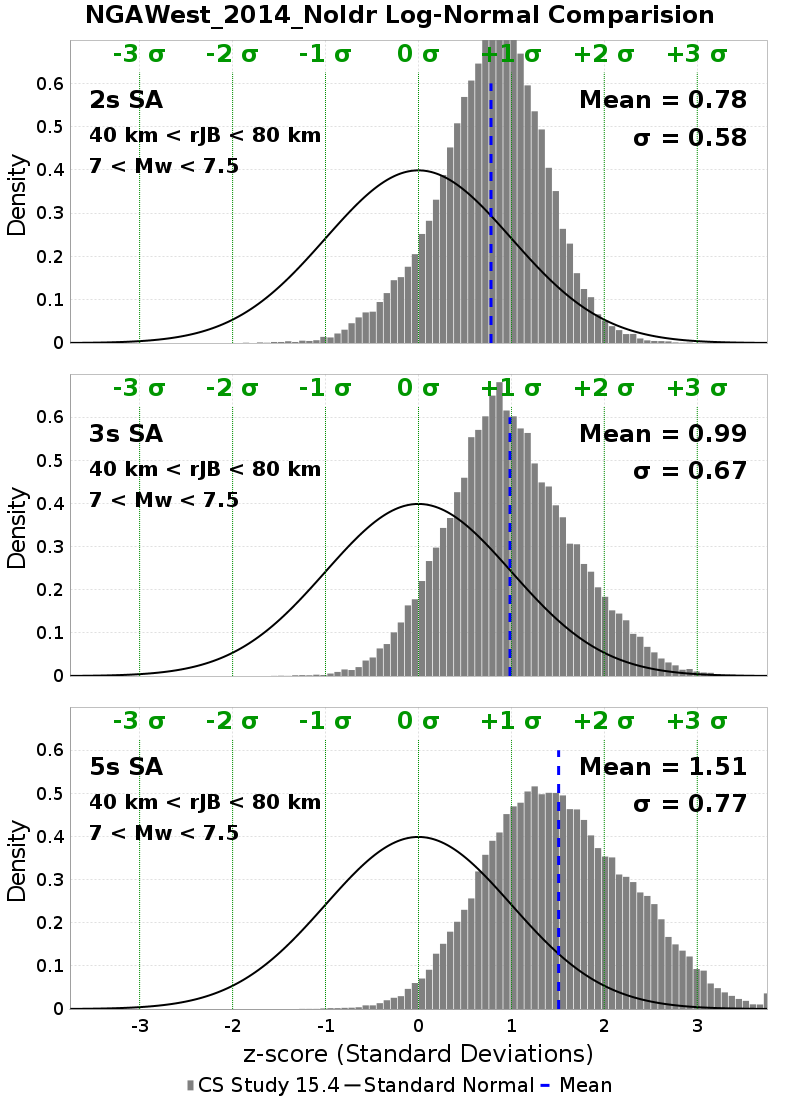 NGAWest_2014_NoIdr Log-Normal Comparision
-3 σ -2 σ -1 σ 0 σ +1 σ +2 σ +3 σ
2s SA
40 km < rJB < 80 km
7 < Mw < 7.5
Mean = 0.78
σ = 0.58
Density
0.6
0.5
0.4
0.3
0.2
0.1
0
-3 σ -2 σ -1 σ 0 σ +1 σ +2 σ +3 σ
3s SA
40 km < rJB < 80 km
7 < Mw < 7.5
Mean = 0.99
σ = 0.67
Density
0.6
0.5
0.4
0.3
0.2
0.1
0
-3 σ -2 σ -1 σ 0 σ +1 σ +2 σ +3 σ
5s SA
40 km < rJB < 80 km
7 < Mw < 7.5
Mean = 1.51
σ = 0.77
Density
0.6
0.5
0.4
0.3
0.2
0.1
0
-3 -2 -1 0 1 2 3
z-score (Standard Deviations)
CS Study 15.4 Standard Normal Mean